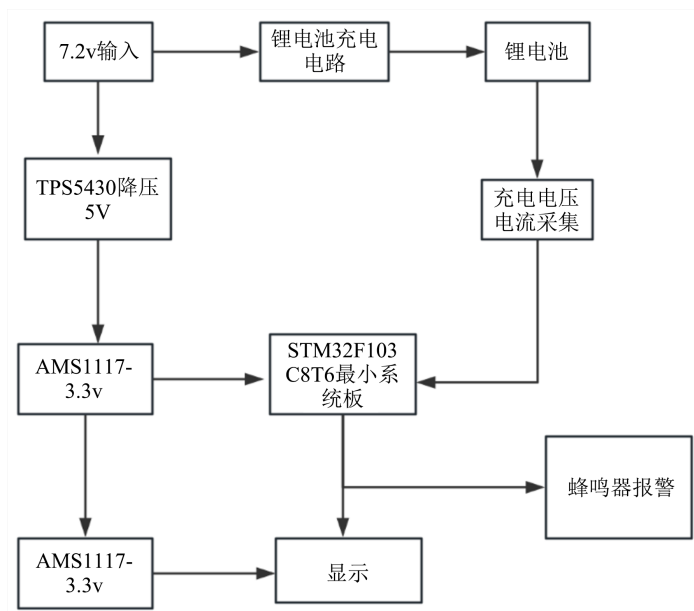 7.2v输入
锂电池充电
电路
锂电池
TPS5430降压
5V
充电电压
电流采集
AMS1117-
3.3v
STM32F103
C8T6最小系
统板
蜂鸣器报警
AMS1117-
3.3v
显示